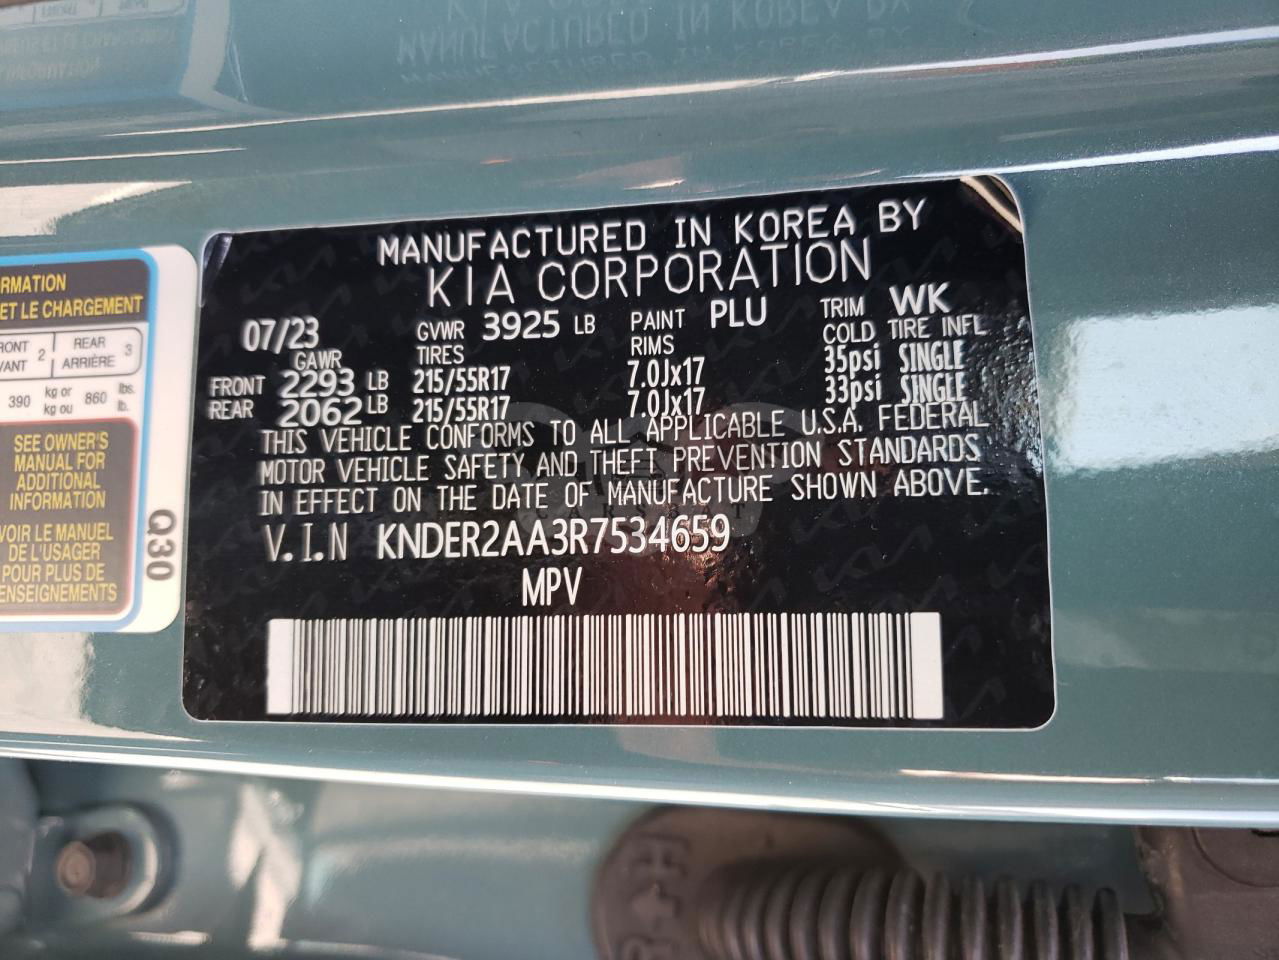 MANUFACTURED IN KOREA BY
KIA CORPORATION
07/23 GVWR 3925 LB PAINT PLU TRIM WK
GAWR TIRES RIMS COLD TIRE INFL
FRONT 2293 LB 215/55R17 7.0Jx17 35psi SINGLE
REAR 2062 LB 215/55R17 7.0Jx17 33psi SINGLE
THIS VEHICLE CONFORMS TO ALL APPLICABLE U.S.A. FEDERAL
MOTOR VEHICLE SAFETY AND THEFT PREVENTION STANDARDS
IN EFFECT ON THE DATE OF MANUFACTURE SHOWN ABOVE.
V.I.N KNDER2AA3R7534659
MPV
ET LE CHARGEMENT
2 REAR 3
ARRIÈRE
390 kg or 860 lbs.
kg ou lb.
SEE OWNER'S
MANUAL FOR
ADDITIONAL
INFORMATION
VOIR LE MANUEL
DE L'USAGER
POUR PLUS DE
RENSEIGNEMENTS
Q30